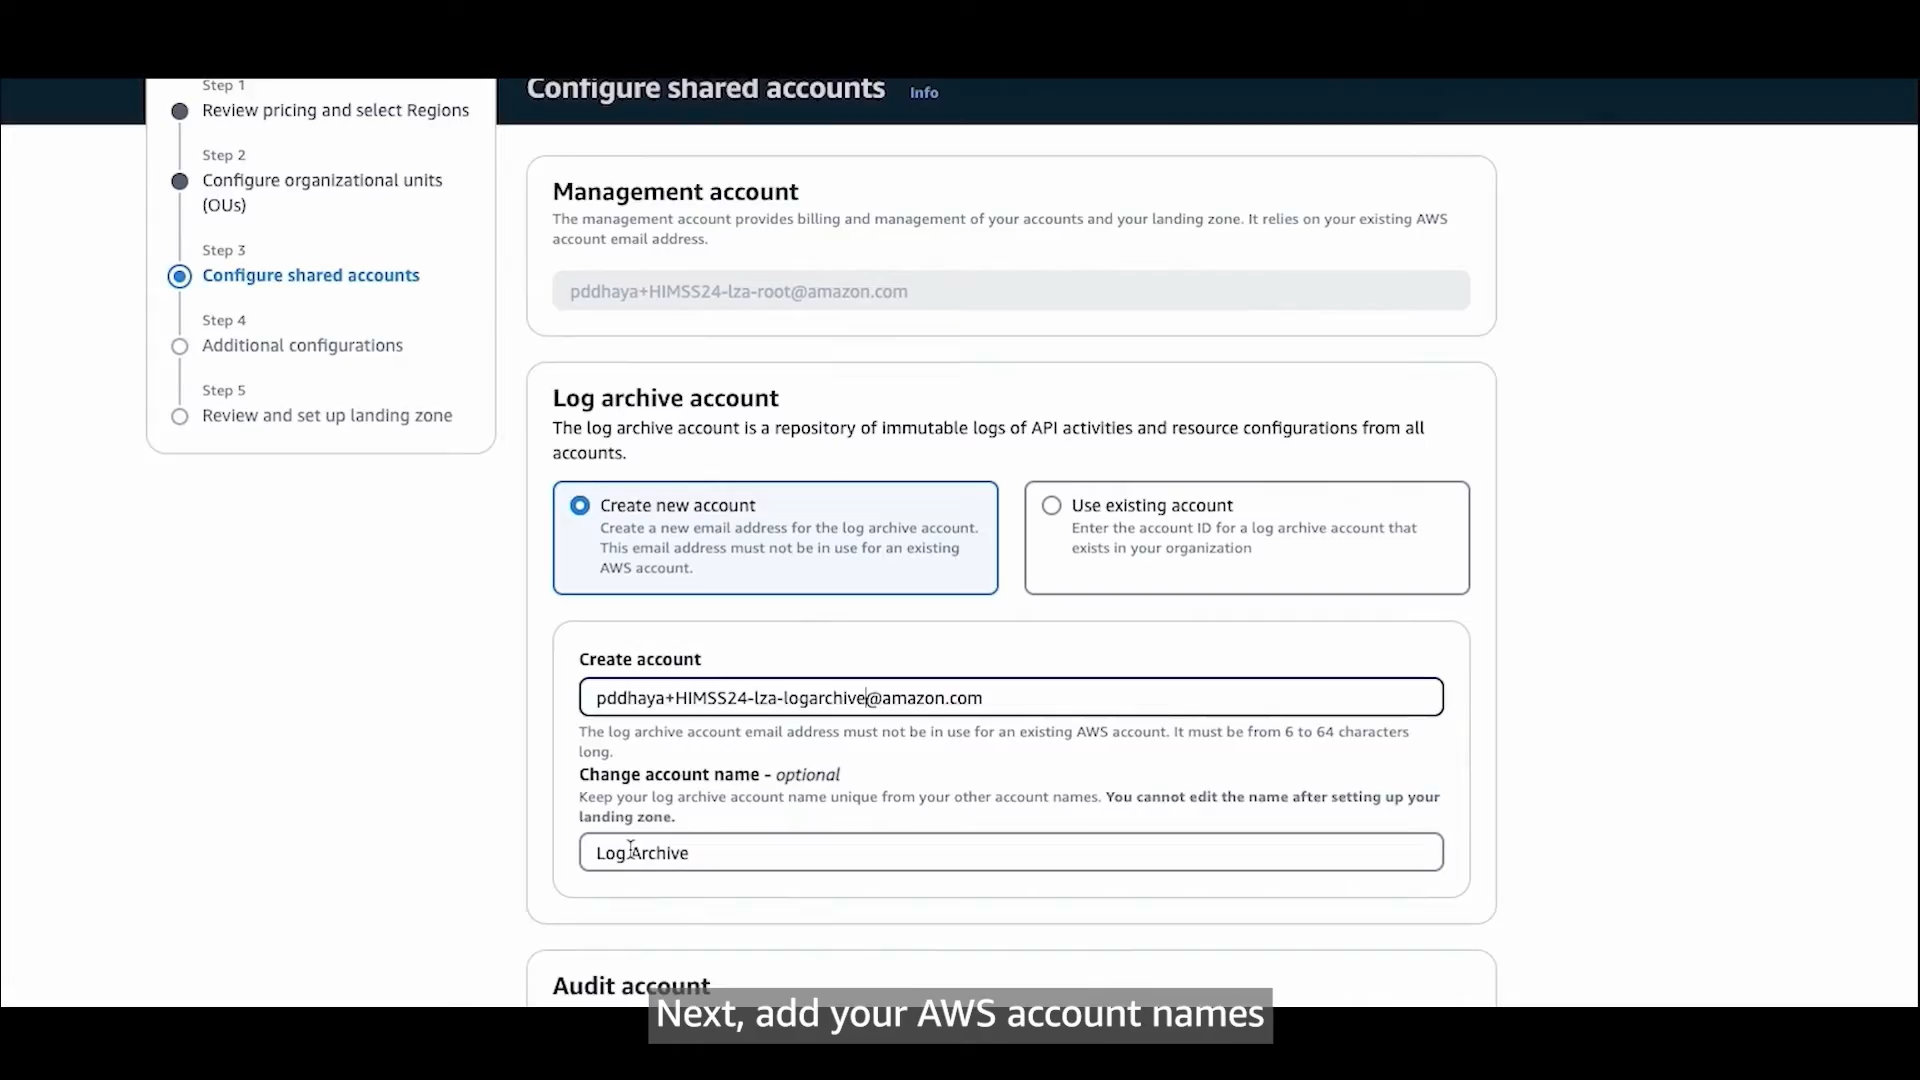 Step 1
Review pricing and select Regions
Step 2
Configure organizational units
(OUs)
Step 3
Configure shared accounts
Step 4
Additional configurations
Step 5
Review and set up landing zone
Configure shared accounts Info
Management account
The management account provides billing and management of your accounts and your landing zone. It relies on your existing AWS
account email address.
pddhaya+HIMSS24-lza-root@amazon.com
Log archive account
The log archive account is a repository of immutable logs of API activities and resource configurations from all
accounts.
Create new account
Create a new email address for the log archive account.
This email address must not be in use for an existing
AWS account.
Use existing account
Enter the account ID for a log archive account that
exists in your organization
Create account
pddhaya+HIMSS24-lza-logarchive@amazon.com
The log archive account email address must not be in use for an existing AWS account. It must be from 6 to 64 characters
long.
Change account name - optional
Keep your log archive account name unique from your other account names. You cannot edit the name after setting up your
landing zone.
Log Archive
Audit account
Next, add your AWS account names